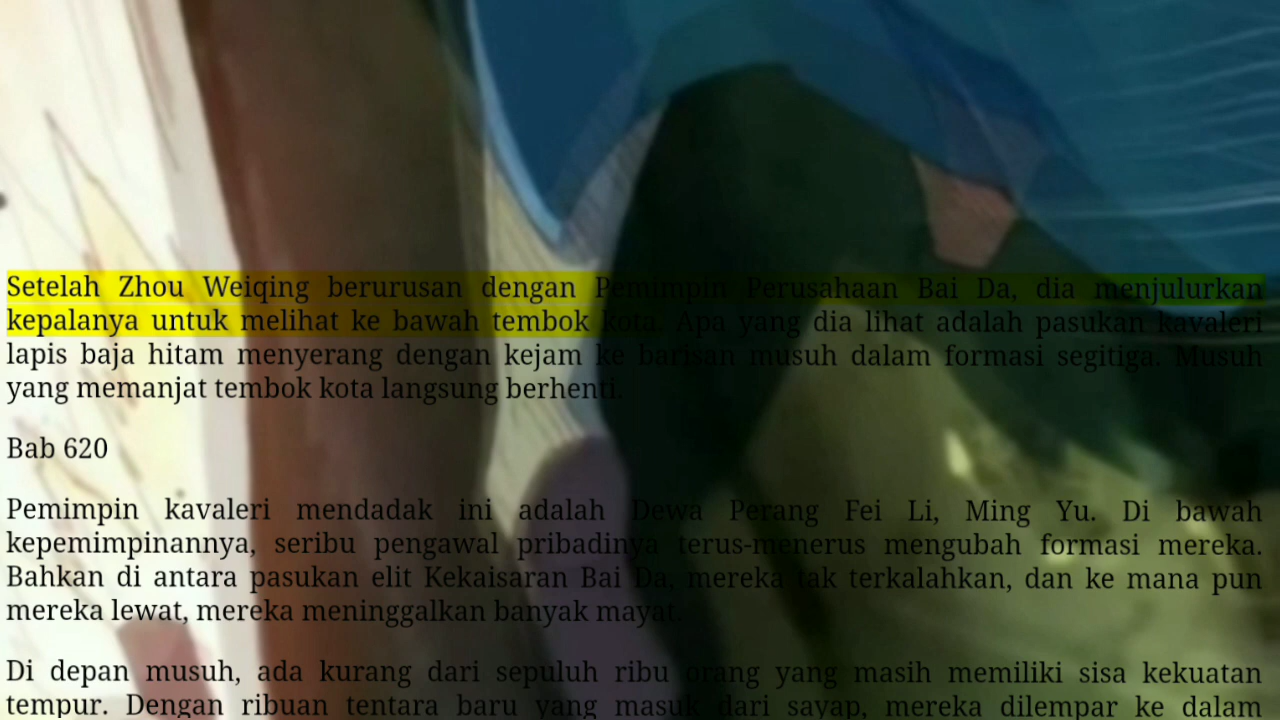 Setelah Zhou Weiqing berurusan dengan Pemimpin Perusahaan Bai Da, dia menjulurkan
kepalanya untuk melihat ke bawah tembok kota. Apa yang dia lihat adalah pasukan kavaleri
lapis baja hitam menyerang dengan kejam ke barisan musuh dalam formasi segitiga. Musuh
yang memanjat tembok kota langsung berhenti.
Bab 620
Pemimpin kavaleri mendadak ini adalah Dewa Perang Fei Li, Ming Yu. Di bawah
kepemimpinannya, seribu pengawal pribadinya terus-menerus mengubah formasi mereka.
Bahkan di antara pasukan elit Kekaisaran Bai Da, mereka tak terkalahkan, dan ke mana pun
mereka lewat, mereka meninggalkan banyak mayat.
Di depan musuh, ada kurang dari sepuluh ribu orang yang masih memiliki sisa kekuatan
tempur. Dengan ribuan tentara baru yang masuk dari sayap, mereka dilempar ke dalam